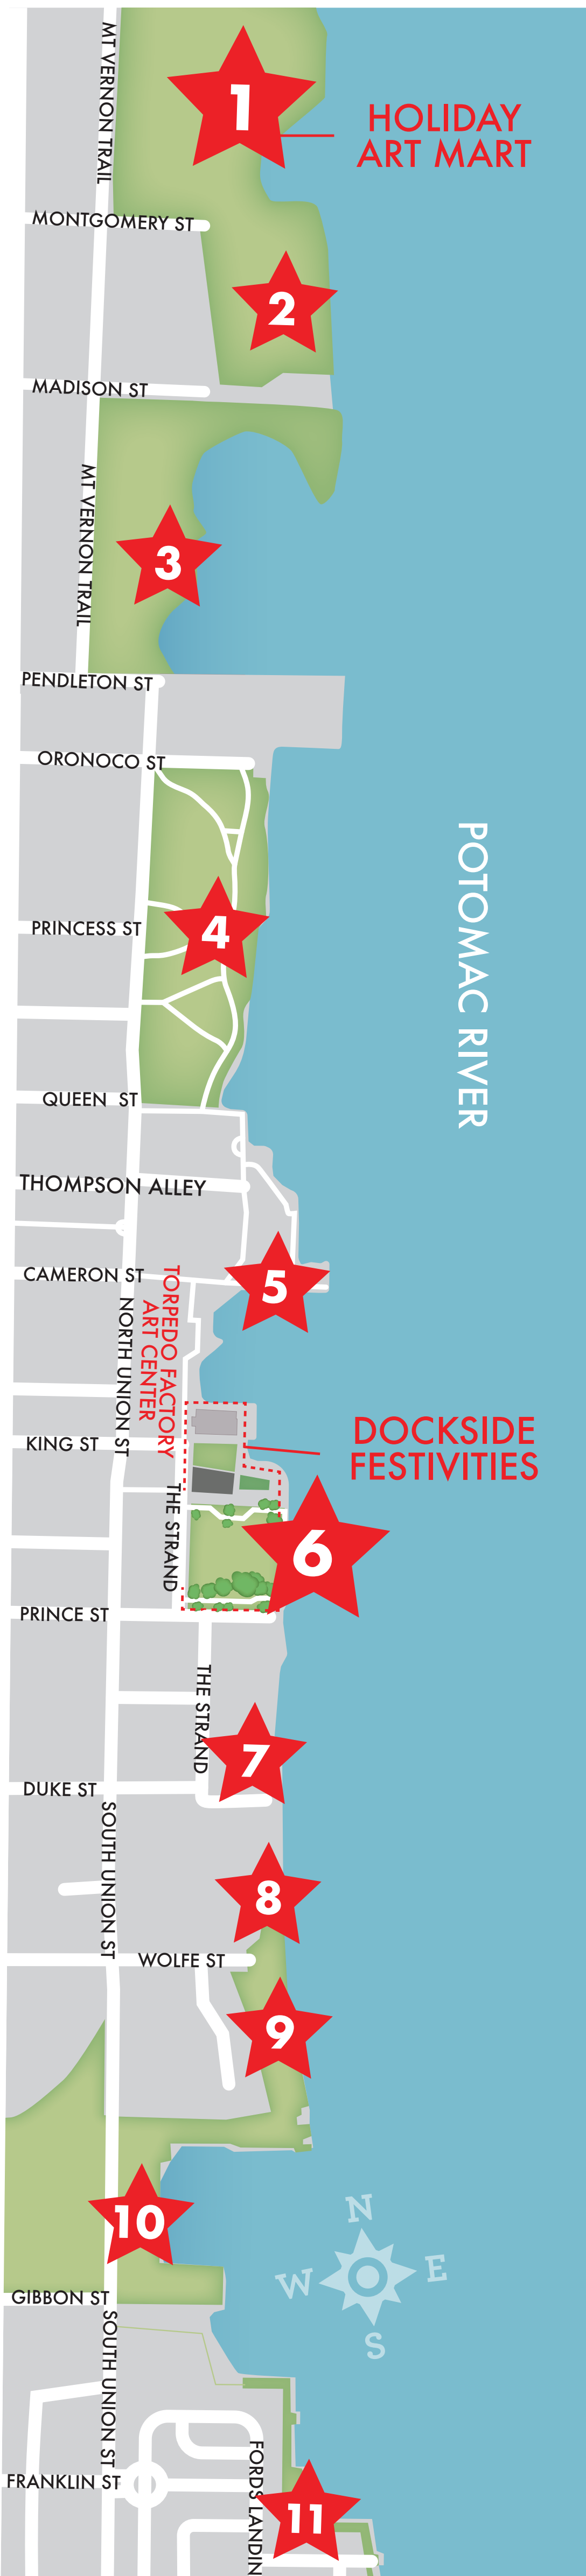 MT VERNON TRAIL
1
HOLIDAY
ART MART
MONTGOMERY ST
2
MADISON ST
MT VERNON TRAIL
3
PENDLETON ST
ORONOCO ST
POTOMAC RIVER
4
PRINCESS ST
QUEEN ST
THOMPSON ALLEY
5
CAMERON ST
TORPEDO FACTORY
ART CENTER
NORTH UNION ST
KING ST
DOCKSIDE
FESTIVITIES
THE STRAND
6
PRINCE ST
THE STRAND
7
DUKE ST
SOUTH UNION ST
8
WOLFE ST
9
10
N
W
E
S
GIBBON ST
SOUTH UNION ST
FRANKLIN ST
FORDS LANDIN
11